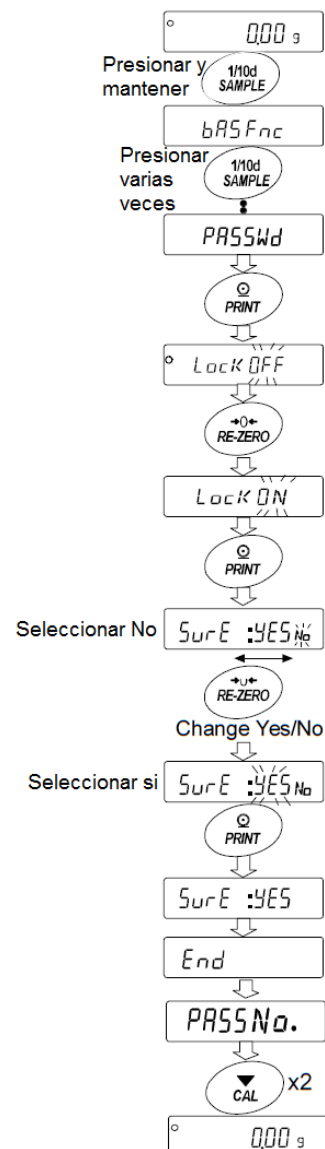 0.00 g
Presionar y
mantener
1/10d
SAMPLE
bASFnc
Presionar
varias
veces
1/10d
SAMPLE
PASSWd
PRINT
LocK OFF
→0←
RE-ZERO
LocK ON
PRINT
Seleccionar No
SurE :YES No
→0←
RE-ZERO
Change Yes/No
Seleccionar si
SurE :YES No
PRINT
SurE :YES
End
PASSNo.
CAL
x2
0.00 g